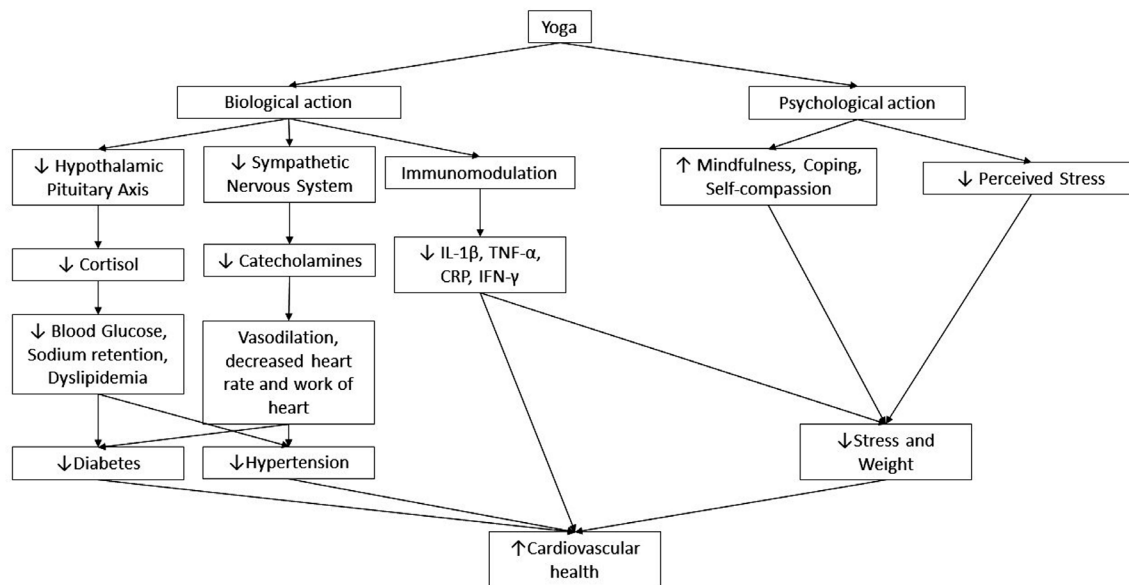 Yoga
Biological action
Psychological action
↓ Hypothalamic
Pituitary Axis
↓ Sympathetic
Nervous System
Immunomodulation
↑ Mindfulness, Coping,
Self-compassion
↓ Perceived Stress
↓ Cortisol
↓ Catecholamines
↓ IL-1β, TNF-α,
CRP, IFN-γ
↓ Blood Glucose,
Sodium retention,
Dyslipidemia
Vasodilation,
decreased heart
rate and work of
heart
↓Diabetes
↓Hypertension
↓Stress and
Weight
↑Cardiovascular
health